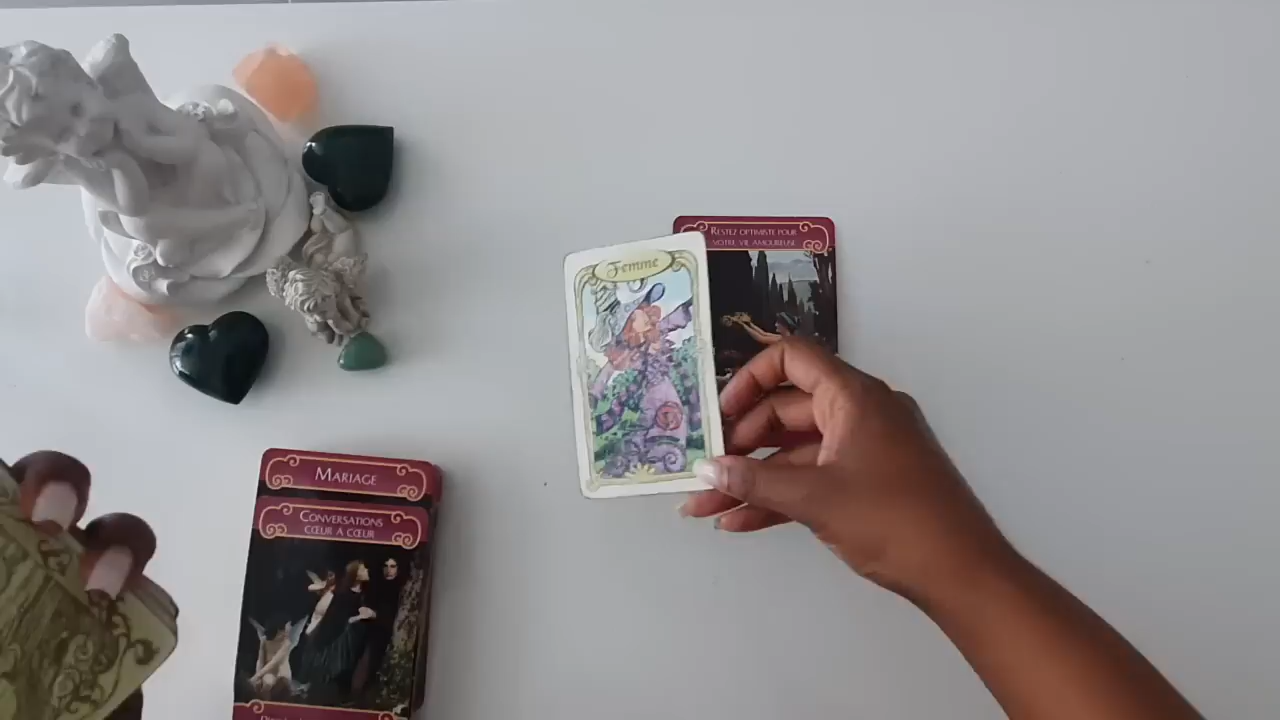 RESTEZ OPTIMISTE POUR
VOTRE VIE AMOUREUSE
Femme
MARIAGE
CONVERSATIONS
CŒUR À CŒUR